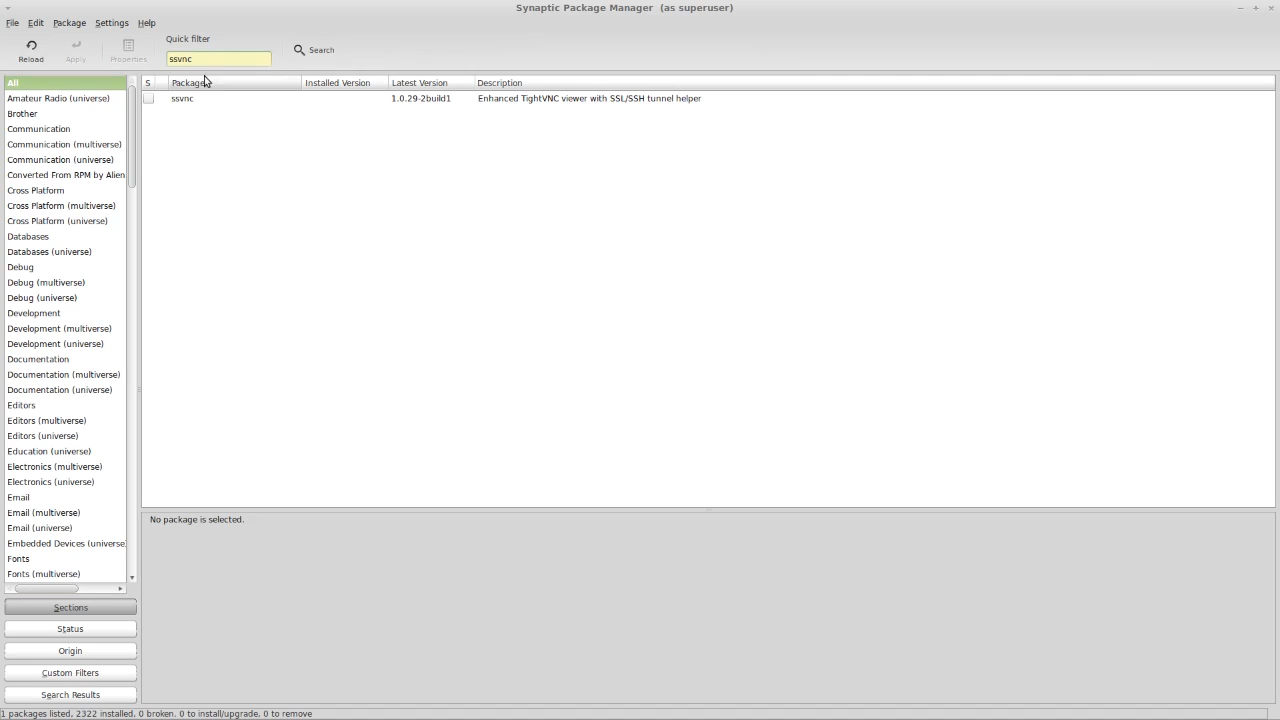 Synaptic Package Manager (as superuser)
File Edit Package Settings Help
Quick filter
Reload Apply Properties ssvnc Search
All
S Package Installed Version Latest Version Description
ssvnc 1.0.29-2build1 Enhanced TightVNC viewer with SSL/SSH tunnel helper
Amateur Radio (universe)
Brother
Communication
Communication (multiverse)
Communication (universe)
Converted From RPM by Alien
Cross Platform
Cross Platform (multiverse)
Cross Platform (universe)
Databases
Databases (universe)
Debug
Debug (multiverse)
Debug (universe)
Development
Development (multiverse)
Development (universe)
Documentation
Documentation (multiverse)
Documentation (universe)
Editors
Editors (multiverse)
Editors (universe)
Education (universe)
Electronics (multiverse)
Electronics (universe)
Email
Email (multiverse)
Email (universe)
Embedded Devices (universe)
Fonts
Fonts (multiverse)
No package is selected.
Sections
Status
Origin
Custom Filters
Search Results
1 packages listed, 2322 installed, 0 broken. 0 to install/upgrade, 0 to remove